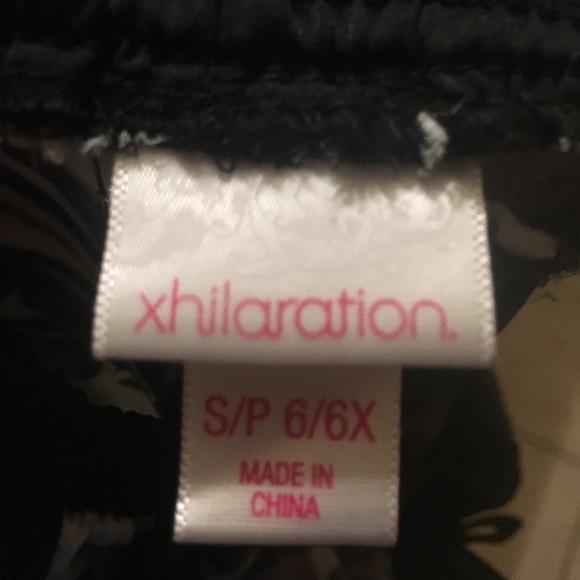 xhilaration.
S/P 6/6X
MADE IN
CHINA